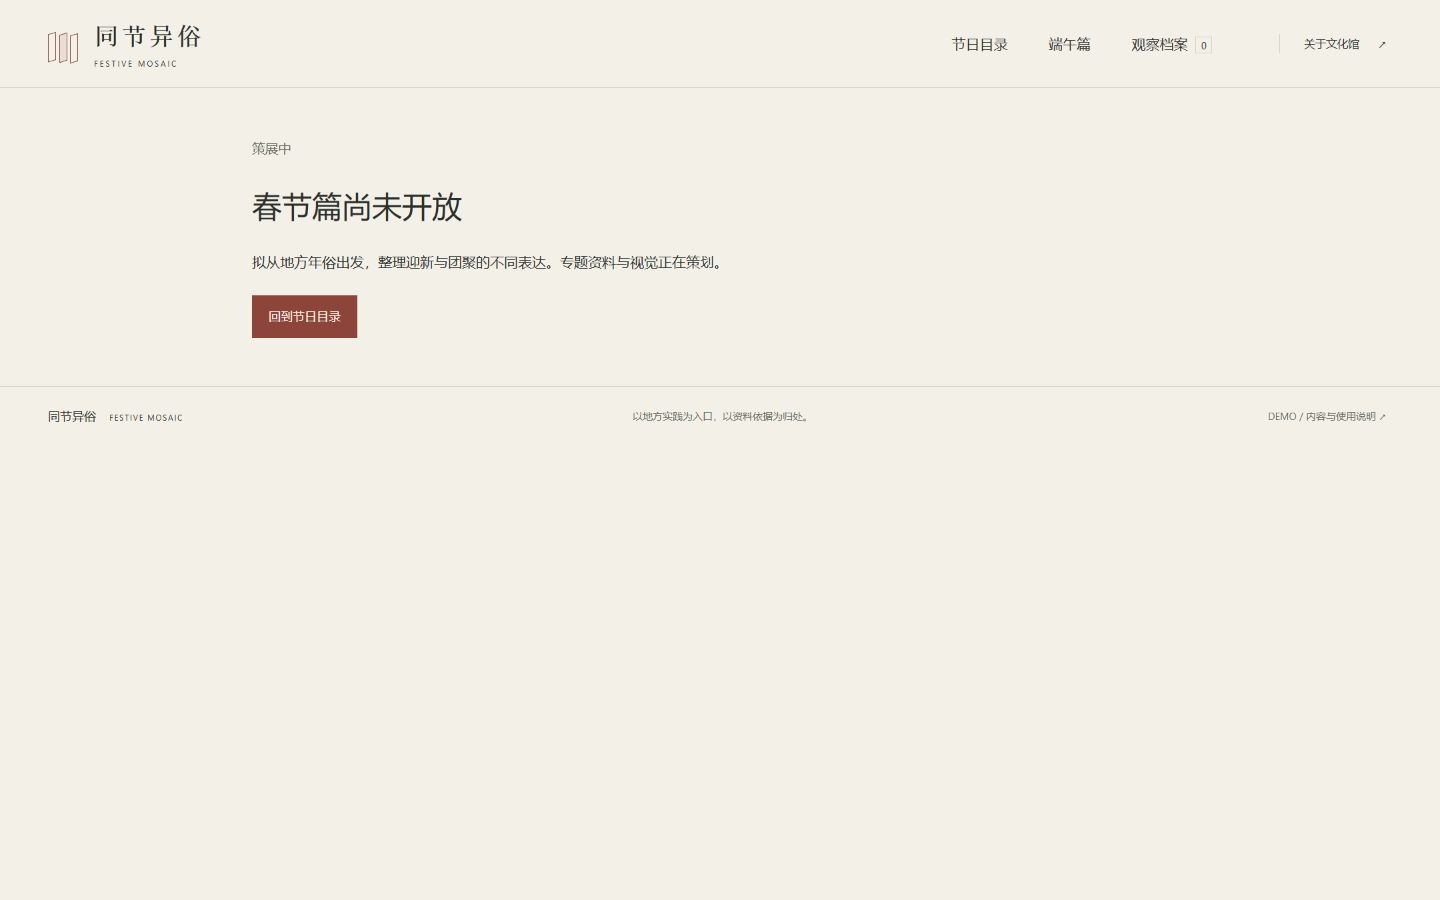 同节异俗
FESTIVE MOSAIC
节日目录
端午篇
观察档案 0
关于文化馆 ↗
策展中
春节篇尚未开放
拟从地方年俗出发，整理迎新与团聚的不同表达。专题资料与视觉正在策划。
回到节日目录
同节异俗 FESTIVE MOSAIC
以地方实践为入口，以资料依据为归处。
DEMO / 内容与使用说明 ↗